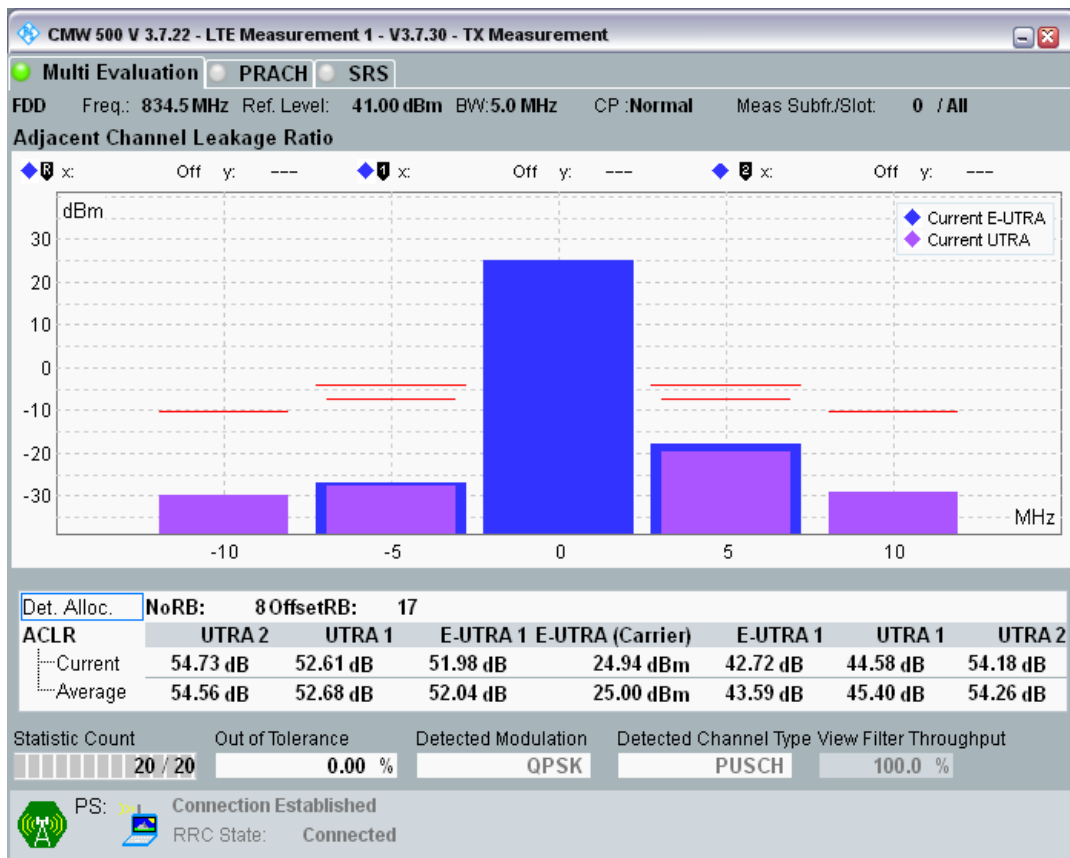 CMW 500 V 3.7.22 - LTE Measurement 1 - V3.7.30 - TX Measurement
Multi Evaluation PRACH SRS
FDD Freq.: 834.5 MHz Ref. Level: 41.00 dBm BW:5.0 MHz CP :Normal Meas Subfr./Slot: 0 / All
Adjacent Channel Leakage Ratio
R x: Off y: --- 1 x: Off y: --- 2 x: Off y: ---
dBm
Current E-UTRA
Current UTRA
30
20
10
0
-10
-20
-30
MHz
-10 -5 0 5 10
Det. Alloc. NoRB: 8 OffsetRB: 17
ACLR UTRA 2 UTRA 1 E-UTRA 1 E-UTRA (Carrier) E-UTRA 1 UTRA 1 UTRA 2
Current 54.73 dB 52.61 dB 51.98 dB 24.94 dBm 42.72 dB 44.58 dB 54.18 dB
Average 54.56 dB 52.68 dB 52.04 dB 25.00 dBm 43.59 dB 45.40 dB 54.26 dB
Statistic Count Out of Tolerance Detected Modulation Detected Channel Type View Filter Throughput
20 / 20 0.00 % QPSK PUSCH 100.0 %
PS: Connection Established
RRC State: Connected